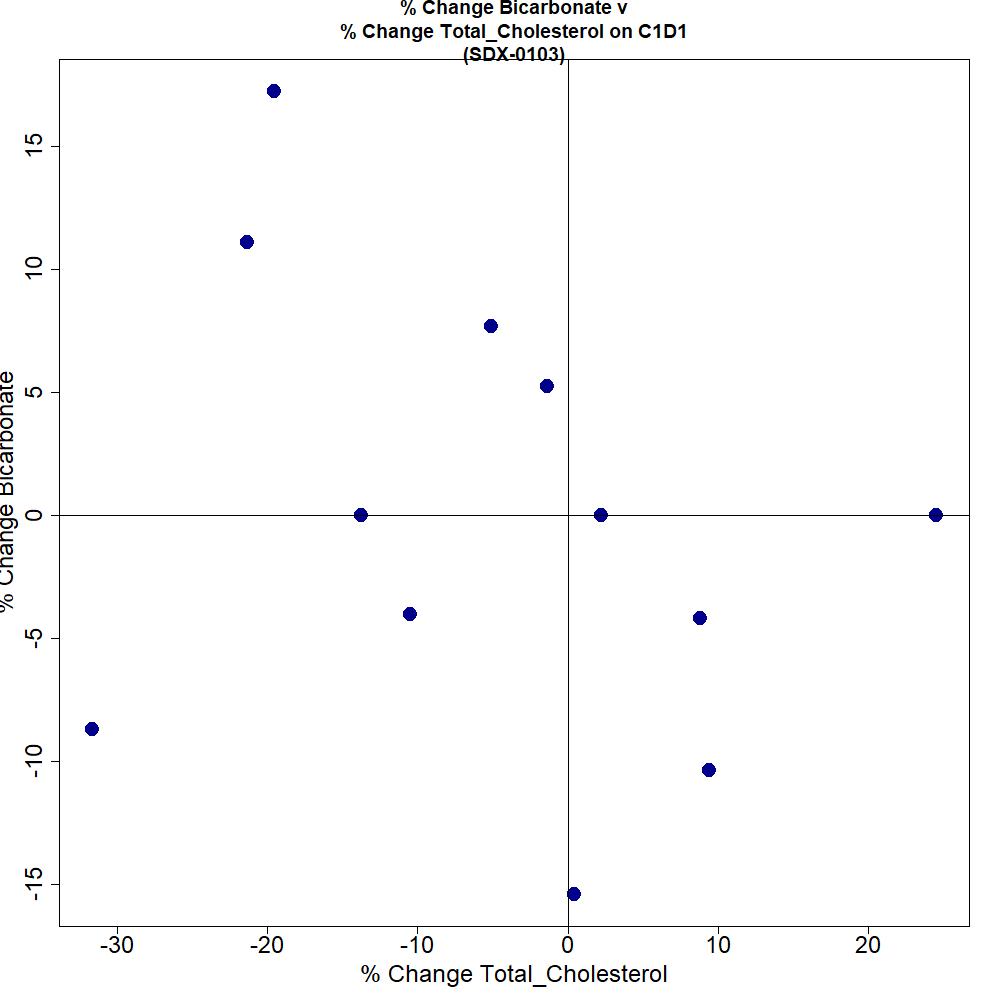 % Change Bicarbonate v
% Change Total_Cholesterol on C1D1
(SDX-0103)
15
10
5
0
-5
-10
-15
% Change Bicarbonate
-30
-20
-10
0
10
20
% Change Total_Cholesterol